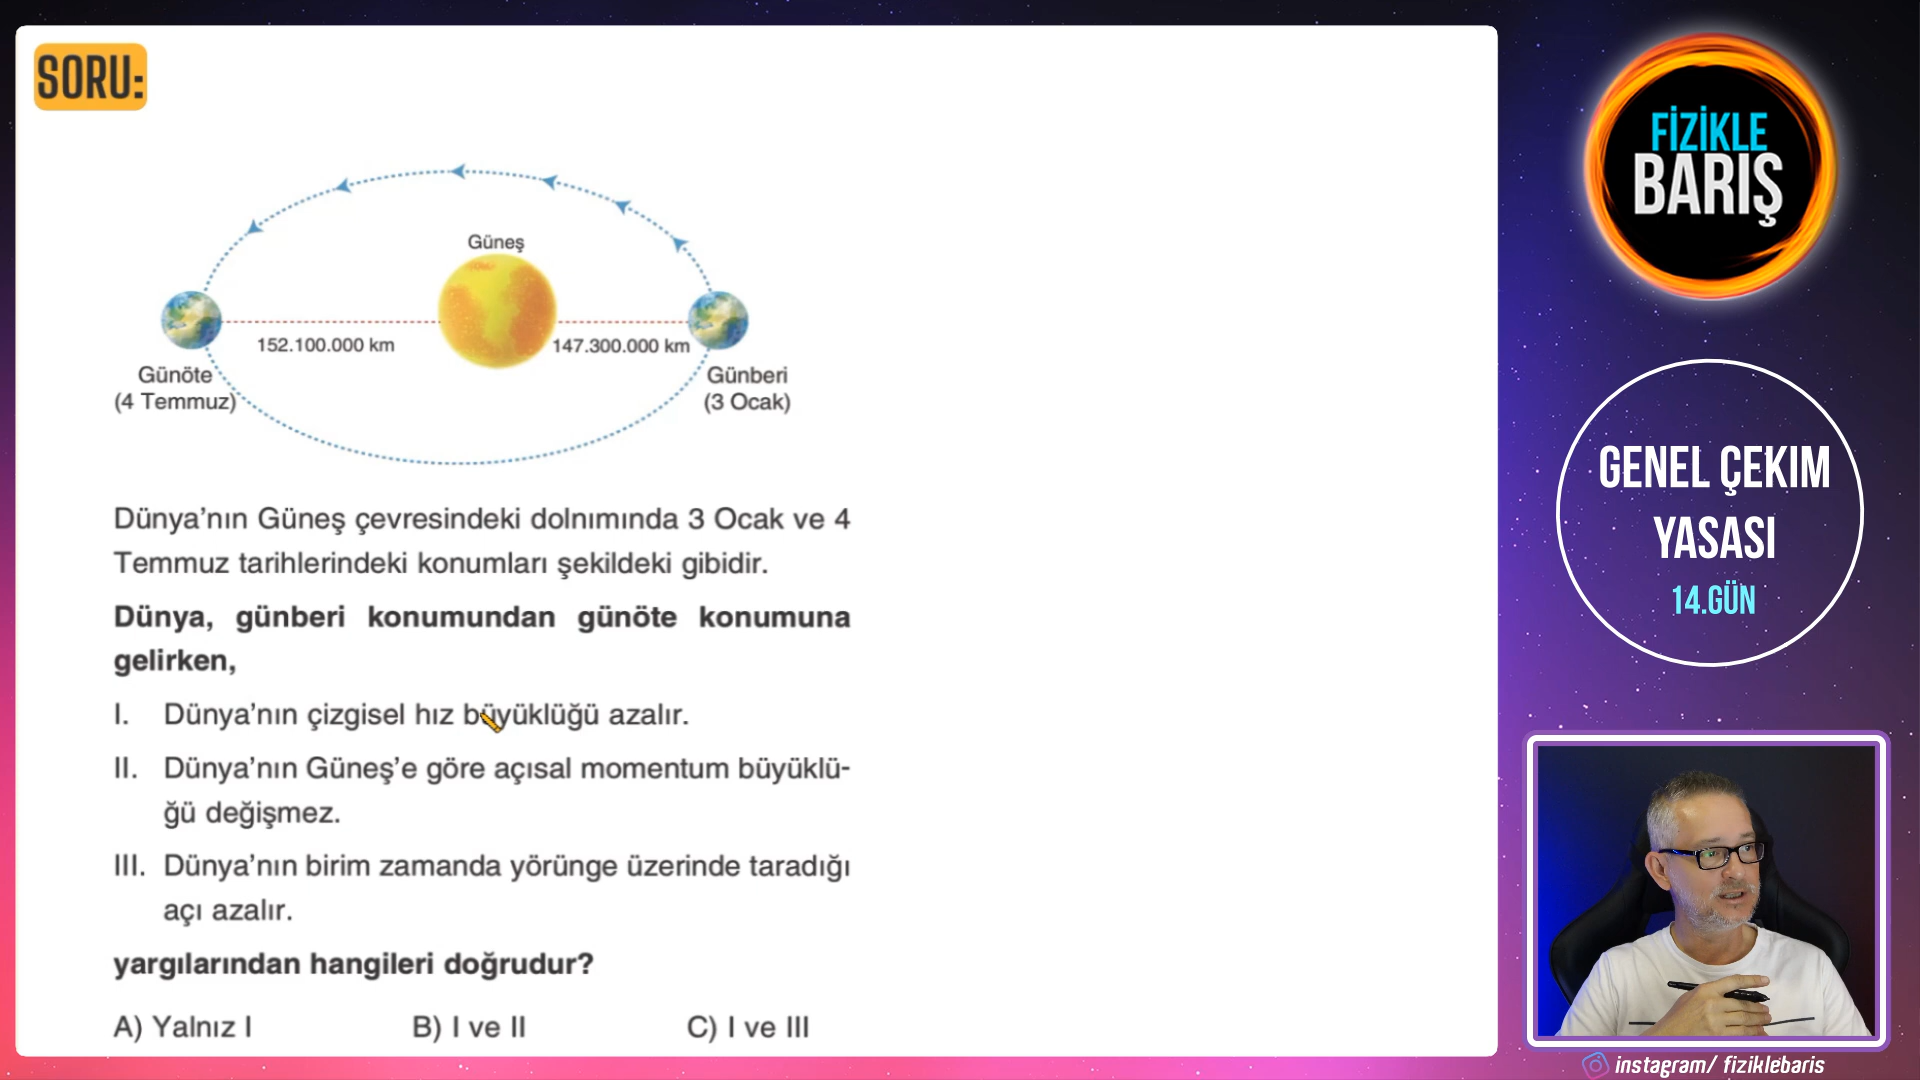 SORU:
Güneş
152.100.000 km
147.300.000 km
Günöte
(4 Temmuz)
Günberi
(3 Ocak)
Dünya’nın Güneş çevresindeki dolnımında 3 Ocak ve 4
Temmuz tarihlerindeki konumları şekildeki gibidir.
Dünya, günberi konumundan günöte konumuna
gelirken,
I. Dünya’nın çizgisel hız büyüklüğü azalır.
II. Dünya’nın Güneş’e göre açısal momentum büyüklü-
ğü değişmez.
III. Dünya’nın birim zamanda yörünge üzerinde taradığı
açı azalır.
yargılarından hangileri doğrudur?
A) Yalnız I B) I ve II C) I ve III
FİZİKLE
BARIŞ
GENEL ÇEKIM
YASASI
14.GÜN
instagram/ fiziklebaris